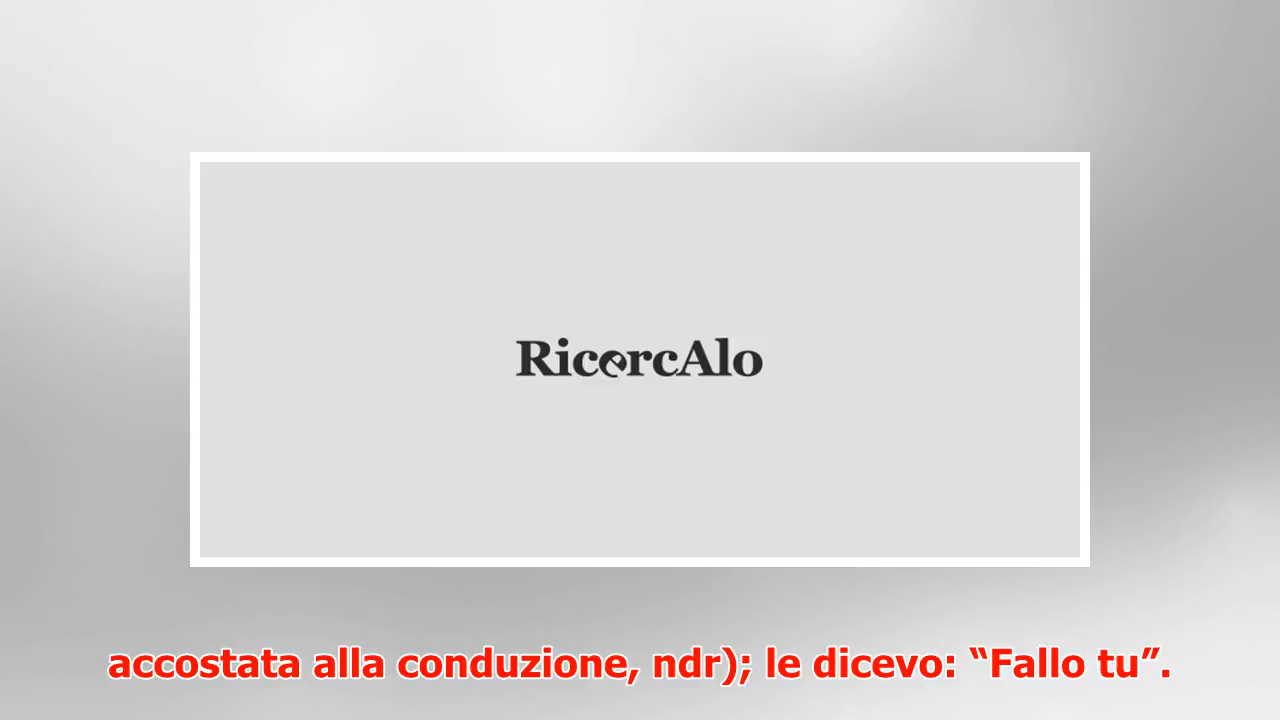 RicercAlo
accostata alla conduzione, ndr); le dicevo: “Fallo tu”.